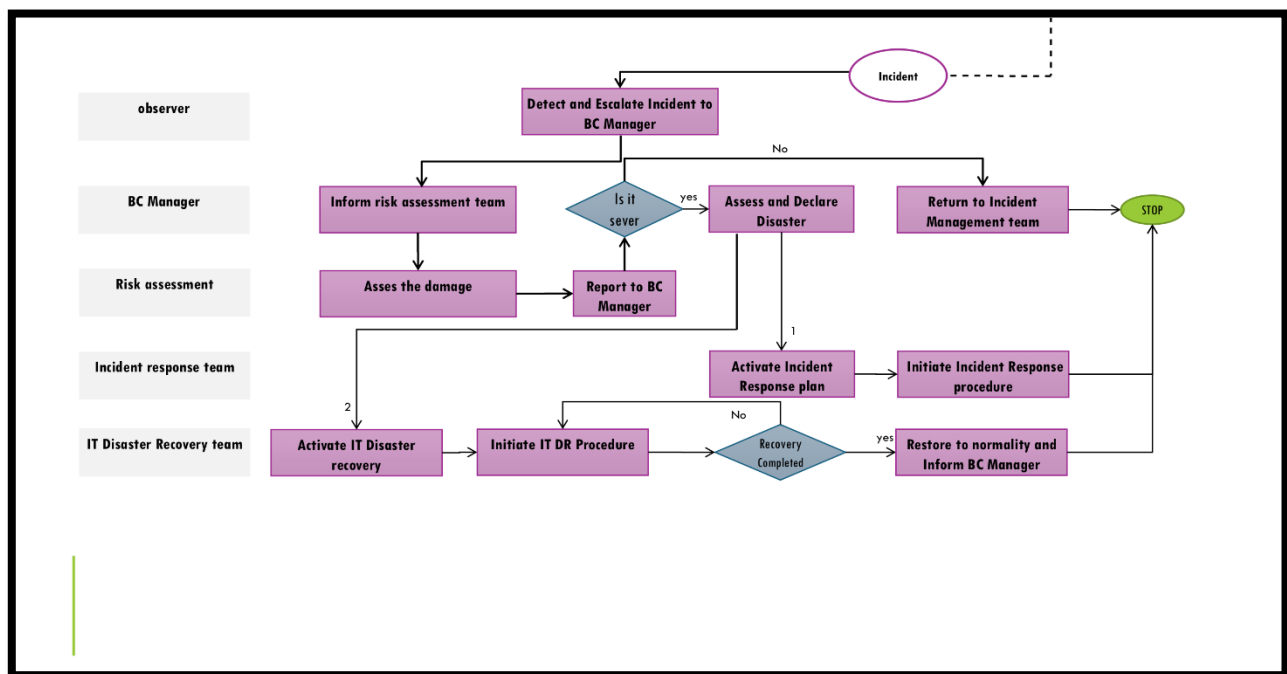 Incident
observer
Detect and Escalate Incident to
BC Manager
No
BC Manager
Inform risk assessment team
Is it
sever
yes
Assess and Declare
Disaster
Return to Incident
Management team
STOP
Risk assessment
Asses the damage
Report to BC
Manager
1
Incident response team
Activate Incident
Response plan
Initiate Incident Response
procedure
2
No
IT Disaster Recovery team
Activate IT Disaster
recovery
Initiate IT DR Procedure
Recovery
Completed
yes
Restore to normality and
Inform BC Manager